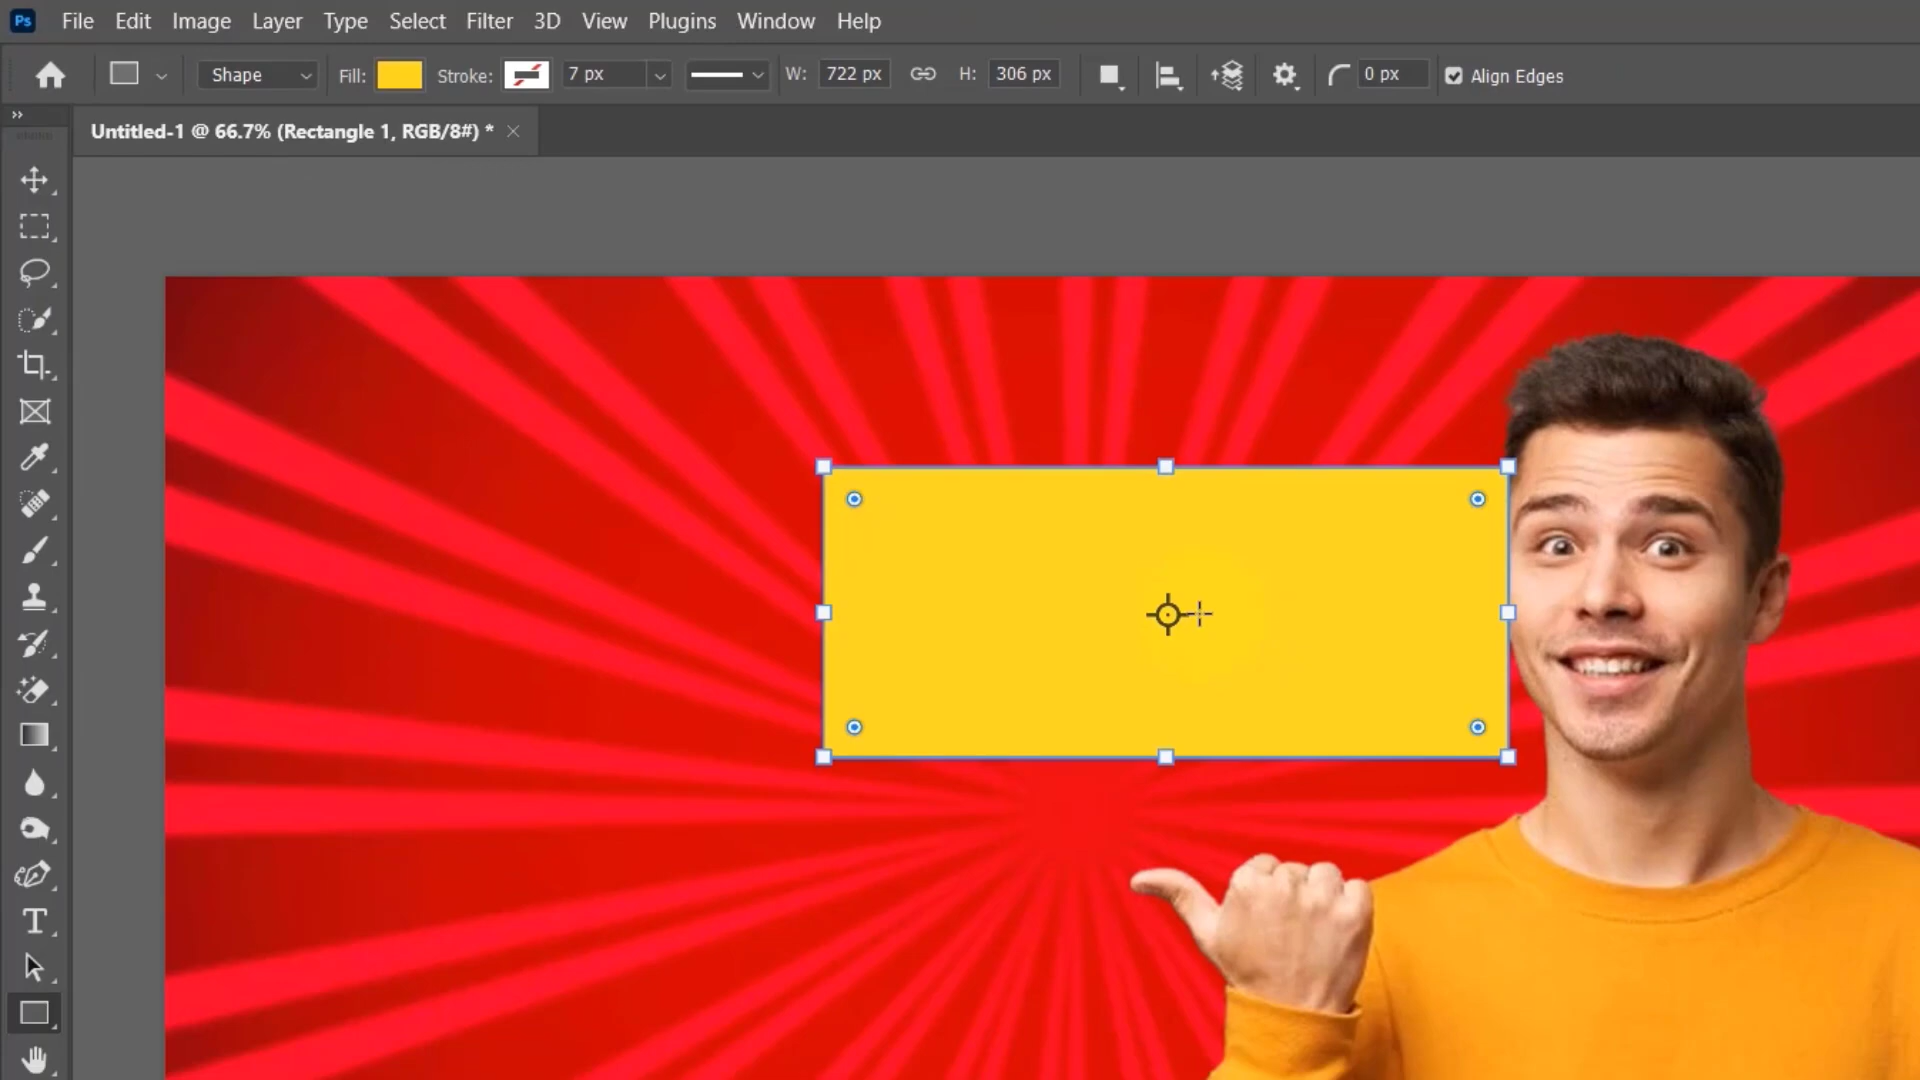 Ps File Edit Image Layer Type Select Filter 3D View Plugins Window Help
Shape Fill: Stroke: 7 px W: 722 px H: 306 px 0 px Align Edges
Untitled-1 @ 66.7% (Rectangle 1, RGB/8#) *
T